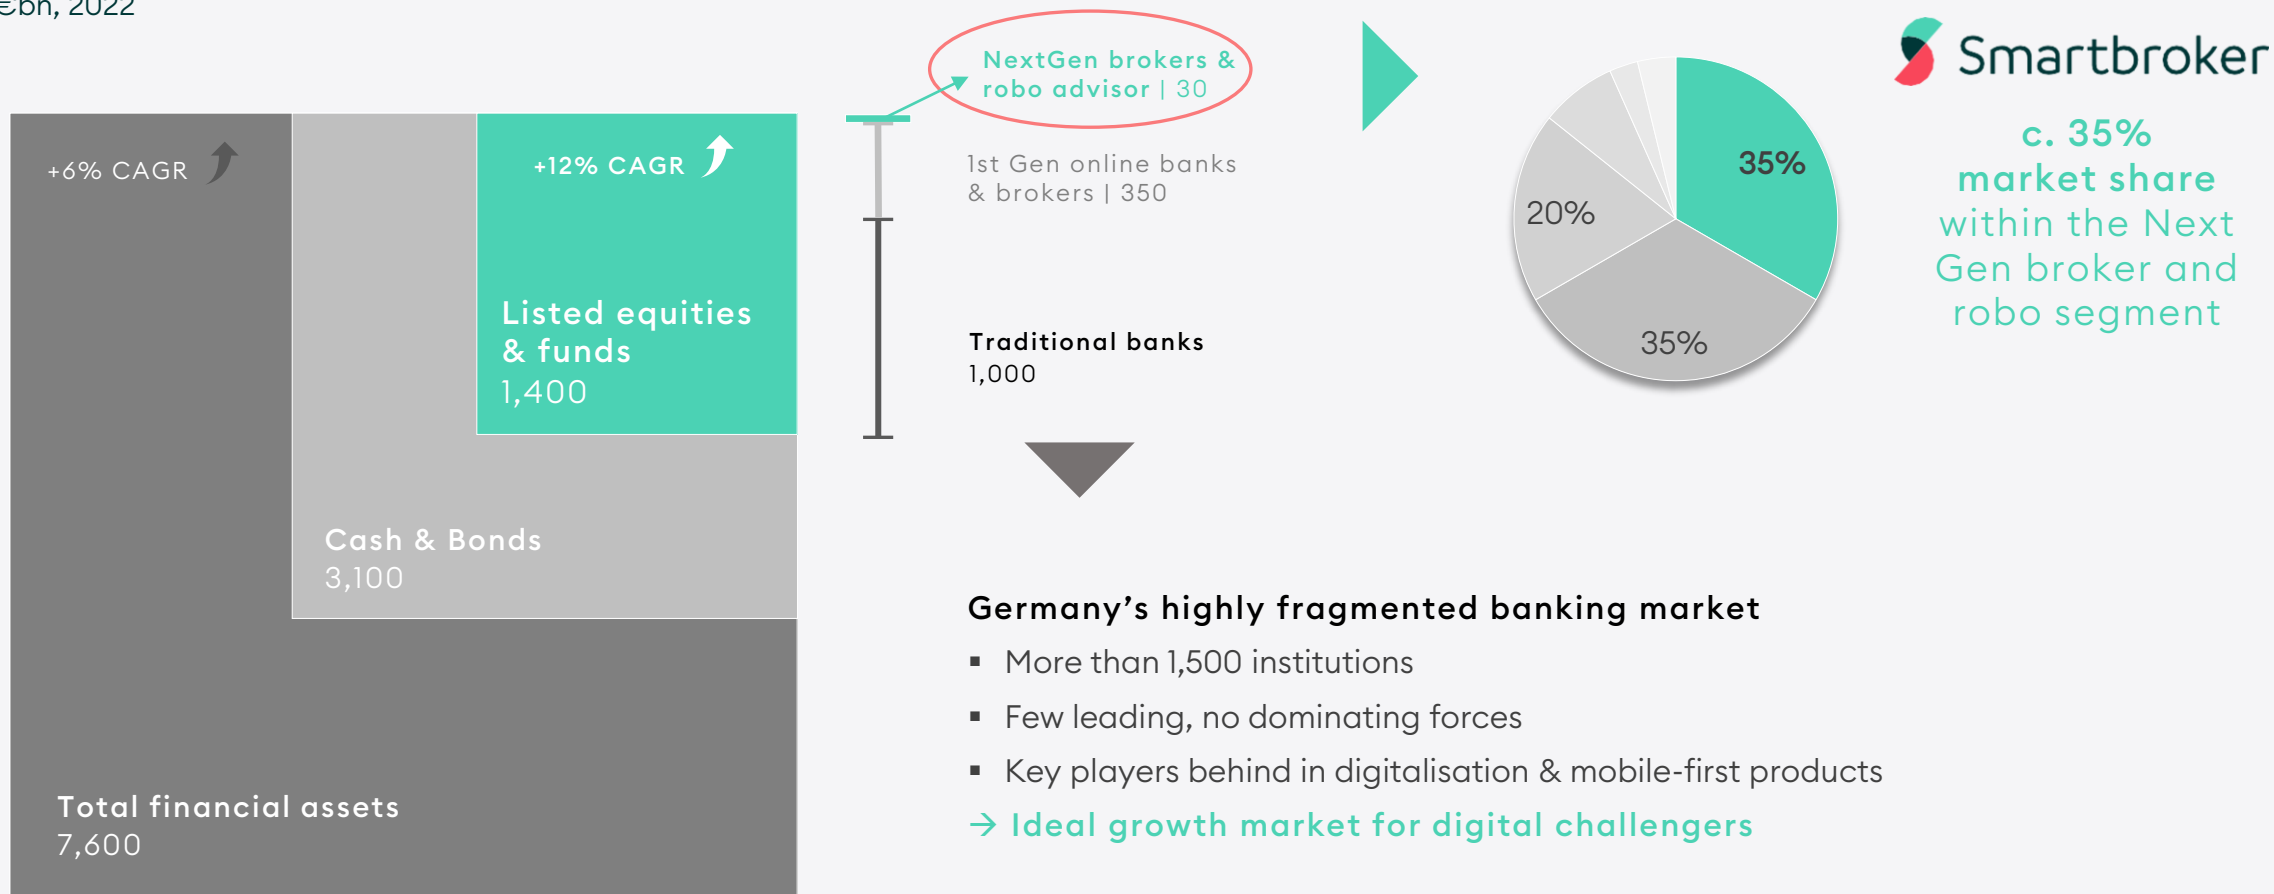 €bn, 2022
+6% CAGR
+12% CAGR
Listed equities
& funds
1,400
Cash & Bonds
3,100
Total financial assets
7,600
NextGen brokers &
robo advisor | 30
1st Gen online banks
& brokers | 350
Traditional banks
1,000
35%
20%
35%
Smartbroker
c. 35%
market share
within the Next
Gen broker and
robo segment
Germany’s highly fragmented banking market
▪ More than 1,500 institutions
▪ Few leading, no dominating forces
▪ Key players behind in digitalisation & mobile-first products
→ Ideal growth market for digital challengers